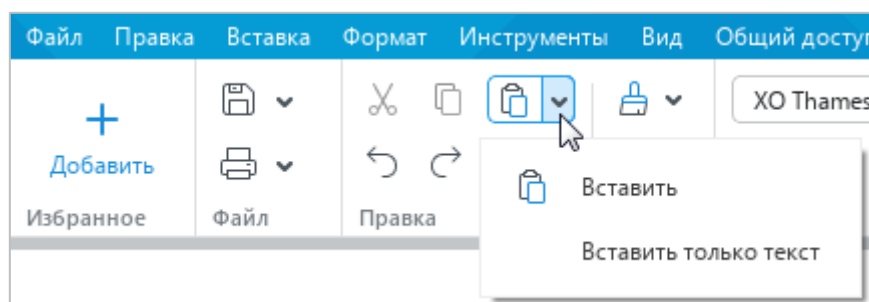 Файл Правка Вставка Формат Инструменты Вид Общий доступ
XO Thames
Добавить
Вставить
Избранное Файл Правка
Вставить только текст